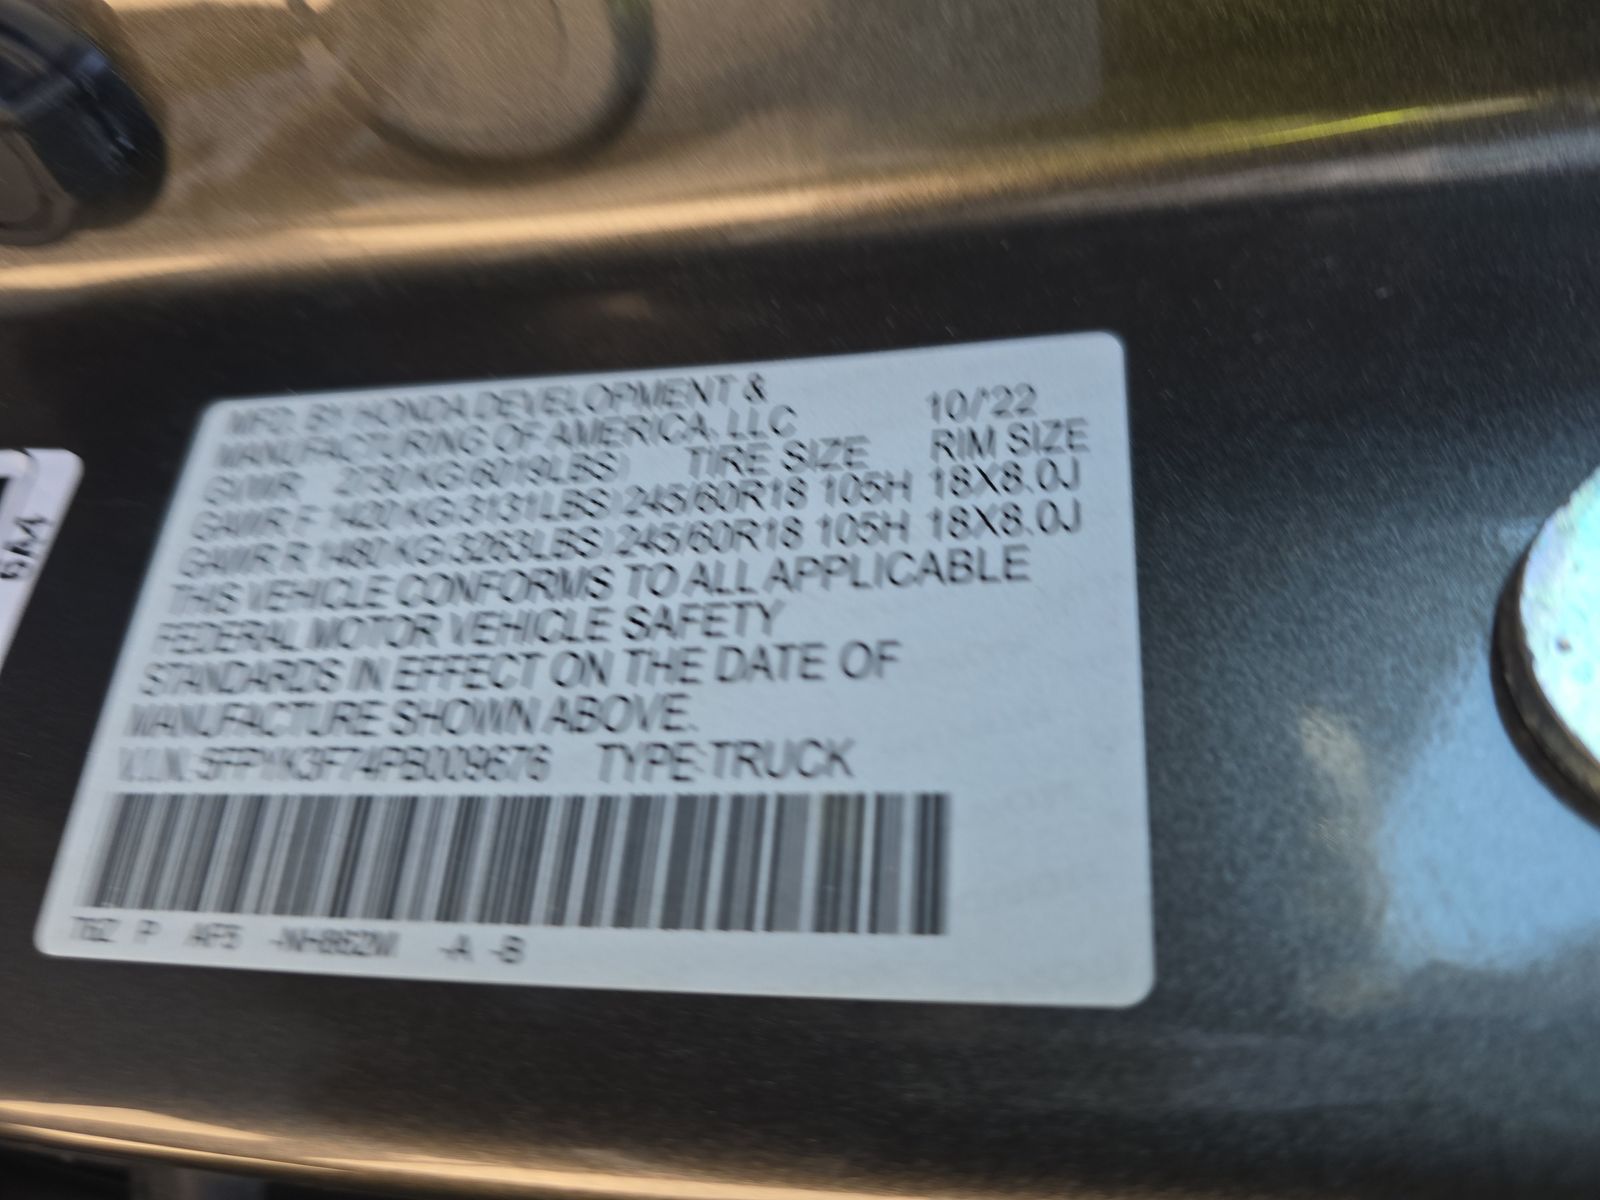 MFD. BY HONDA DEVELOPMENT & 10/'22
MANUFACTURING OF AMERICA, LLC
GVWR 2730KG(6019LBS) TIRE SIZE RIM SIZE
GAWR F 1420KG(3131LBS) 245/60R18 105H 18X8.0J
GAWR R 1480KG(3263LBS) 245/60R18 105H 18X8.0J
THIS VEHICLE CONFORMS TO ALL APPLICABLE
FEDERAL MOTOR VEHICLE SAFETY
STANDARDS IN EFFECT ON THE DATE OF
MANUFACTURE SHOWN ABOVE.
V.I.N: 5FPYK3F74PB009676 TYPE:TRUCK
T6Z P AF5 -A -B